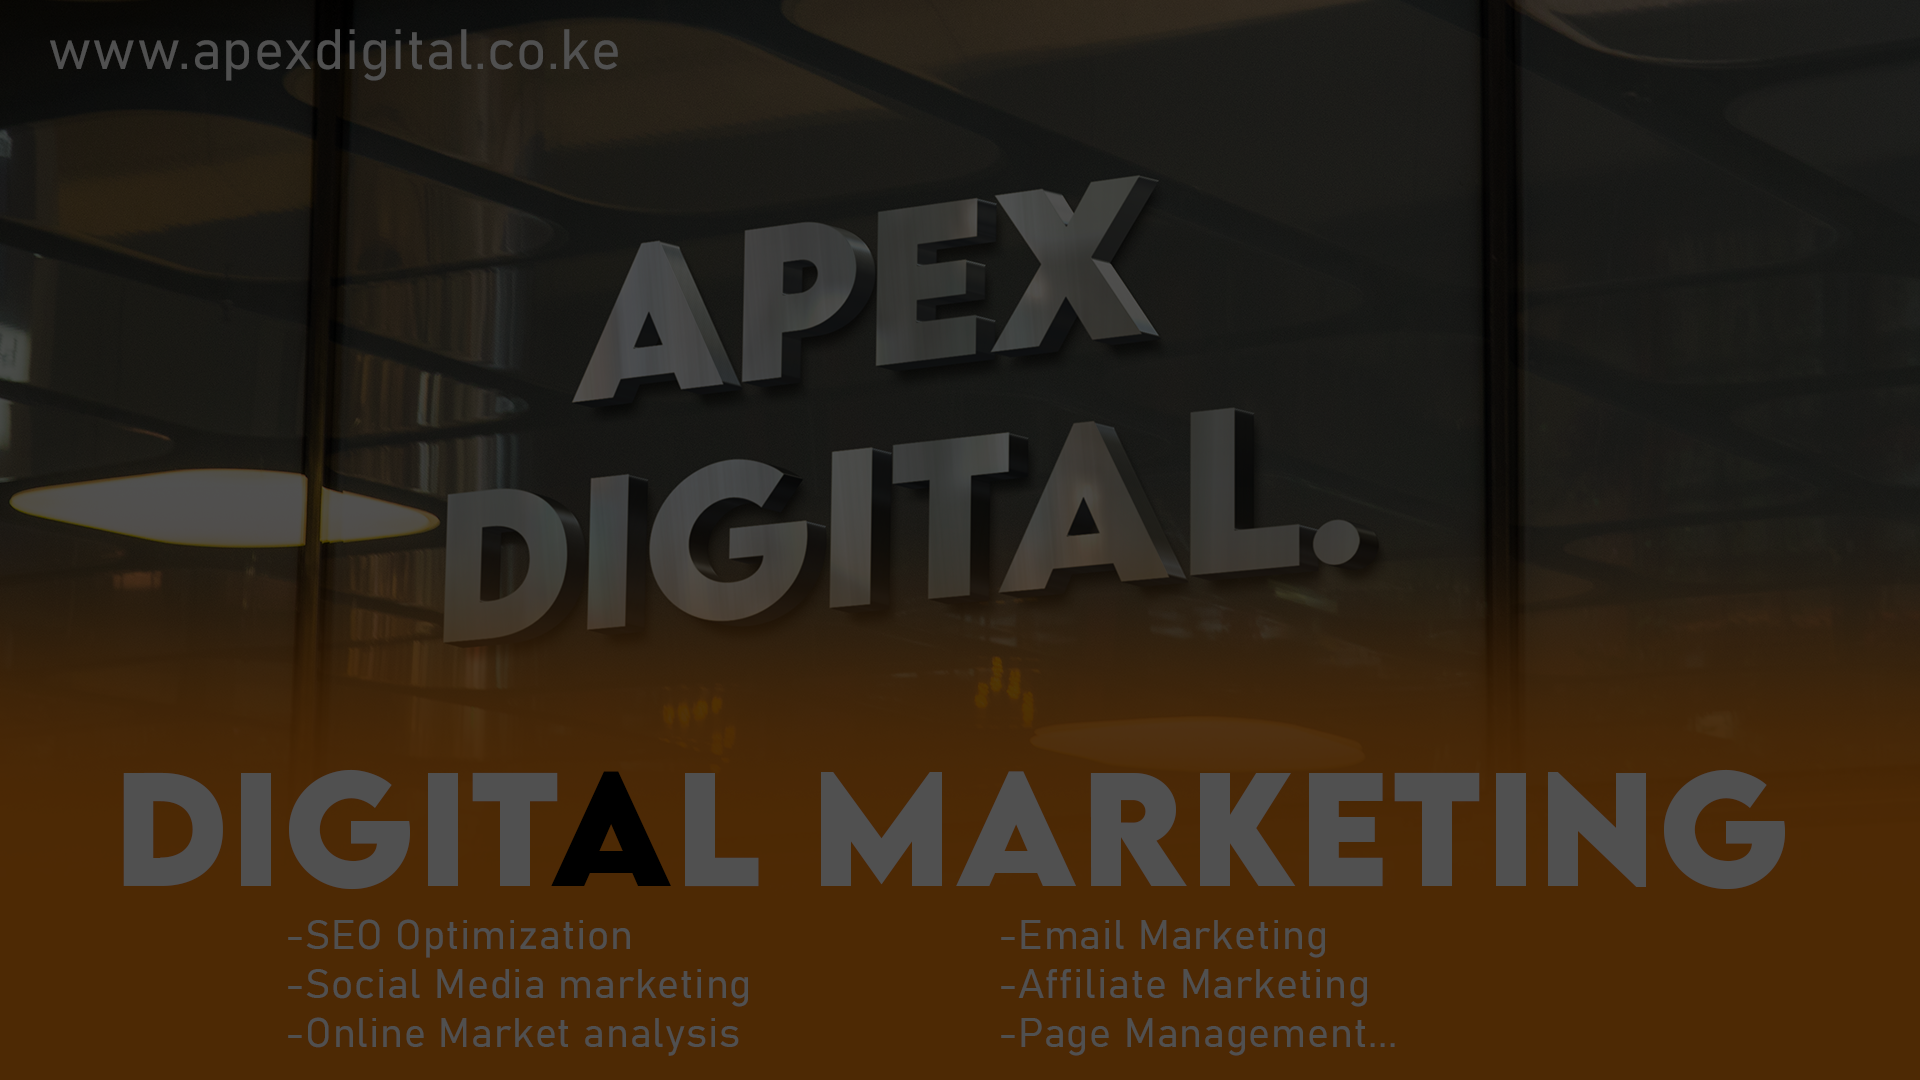 www.apexdigital.co.ke
APEX
DIGITAL.
DIGITAL MARKETING
-SEO Optimization
-Social Media marketing
-Online Market analysis
-Email Marketing
-Affiliate Marketing
-Page Management...